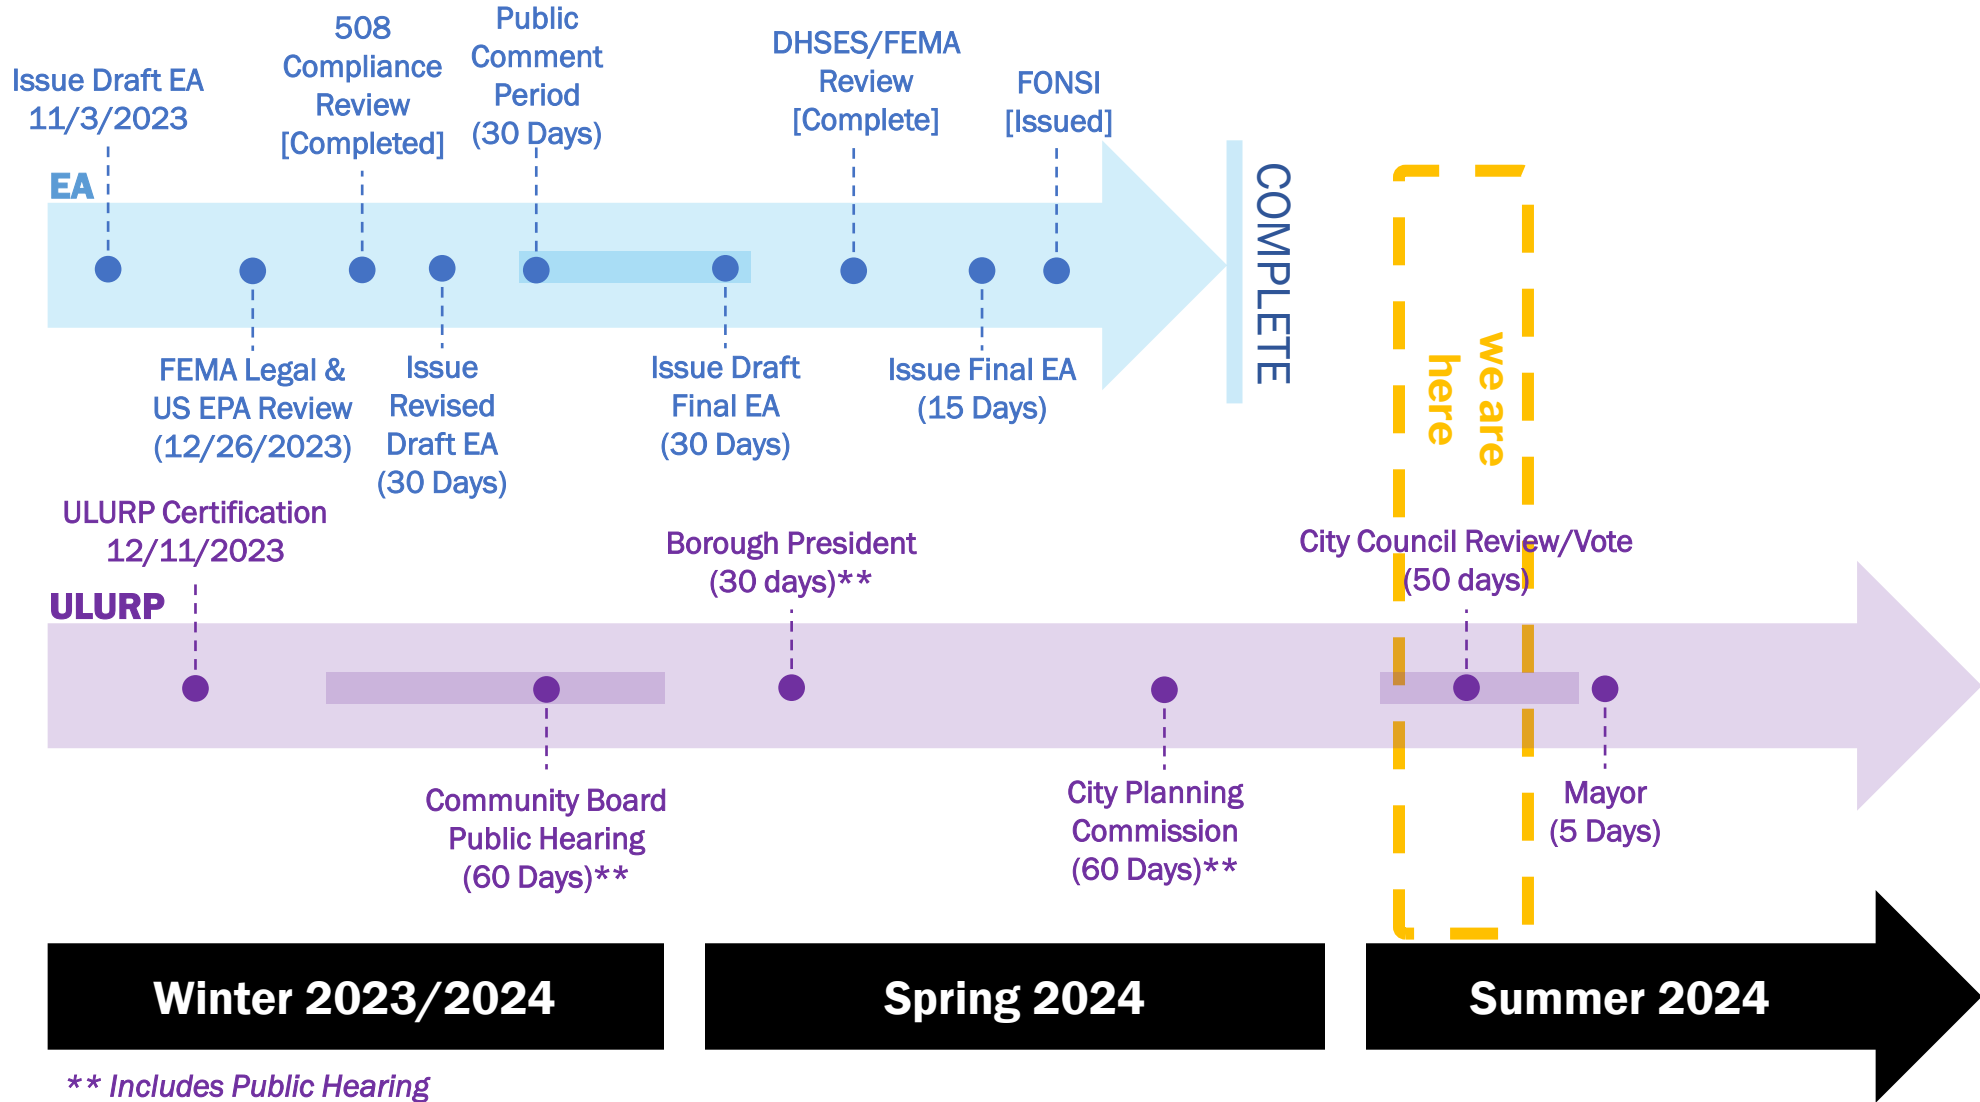 Issue Draft EA
11/3/2023
508
Compliance
Review
[Completed]
Public
Comment
Period
(30 Days)
DHSES/FEMA
Review
[Complete]
FONSI
[Issued]
EA
COMPLETE
FEMA Legal &
US EPA Review
(12/26/2023)
Issue
Revised
Draft EA
(30 Days)
Issue Draft
Final EA
(30 Days)
Issue Final EA
(15 Days)
we are
here
ULURP Certification
12/11/2023
Borough President
(30 days)**
City Council Review/Vote
(50 days)
ULURP
Community Board
Public Hearing
(60 Days)**
City Planning
Commission
(60 Days)**
Mayor
(5 Days)
Winter 2023/2024
Spring 2024
Summer 2024
** Includes Public Hearing